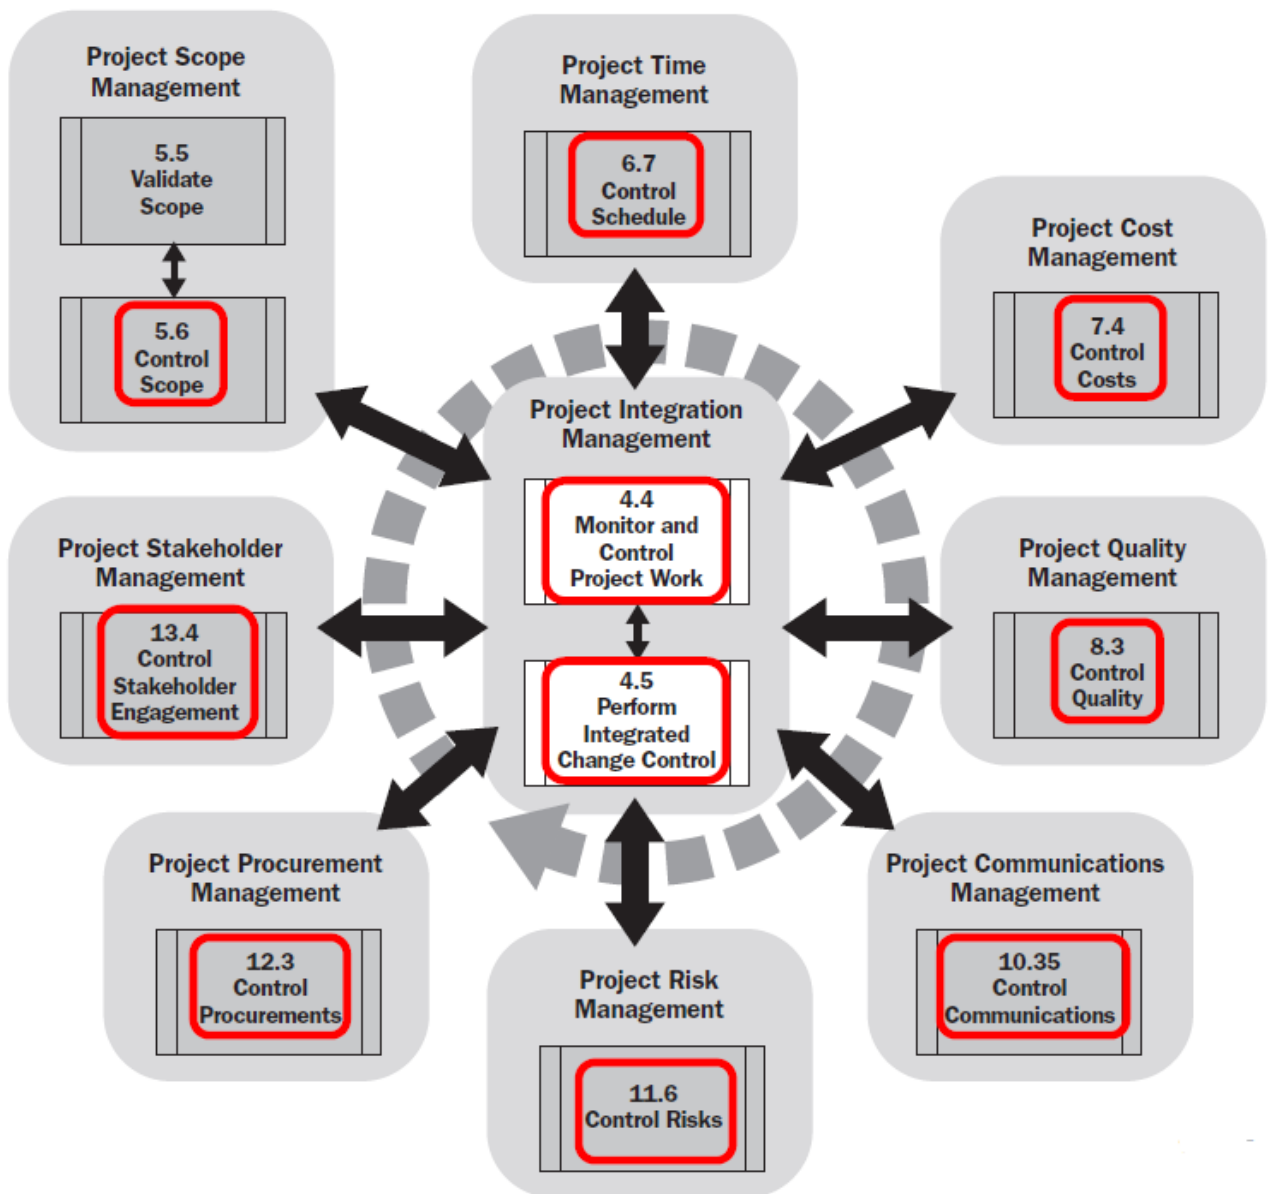 Project Scope
Management
5.5
Validate
Scope
5.6
Control
Scope
Project Time
Management
6.7
Control
Schedule
Project Cost
Management
7.4
Control
Costs
Project Integration
Management
4.4
Monitor and
Control
Project Work
4.5
Perform
Integrated
Change Control
Project Stakeholder
Management
13.4
Control
Stakeholder
Engagement
Project Quality
Management
8.3
Control
Quality
Project Procurement
Management
12.3
Control
Procurements
Project Risk
Management
11.6
Control Risks
Project Communications
Management
10.35
Control
Communications